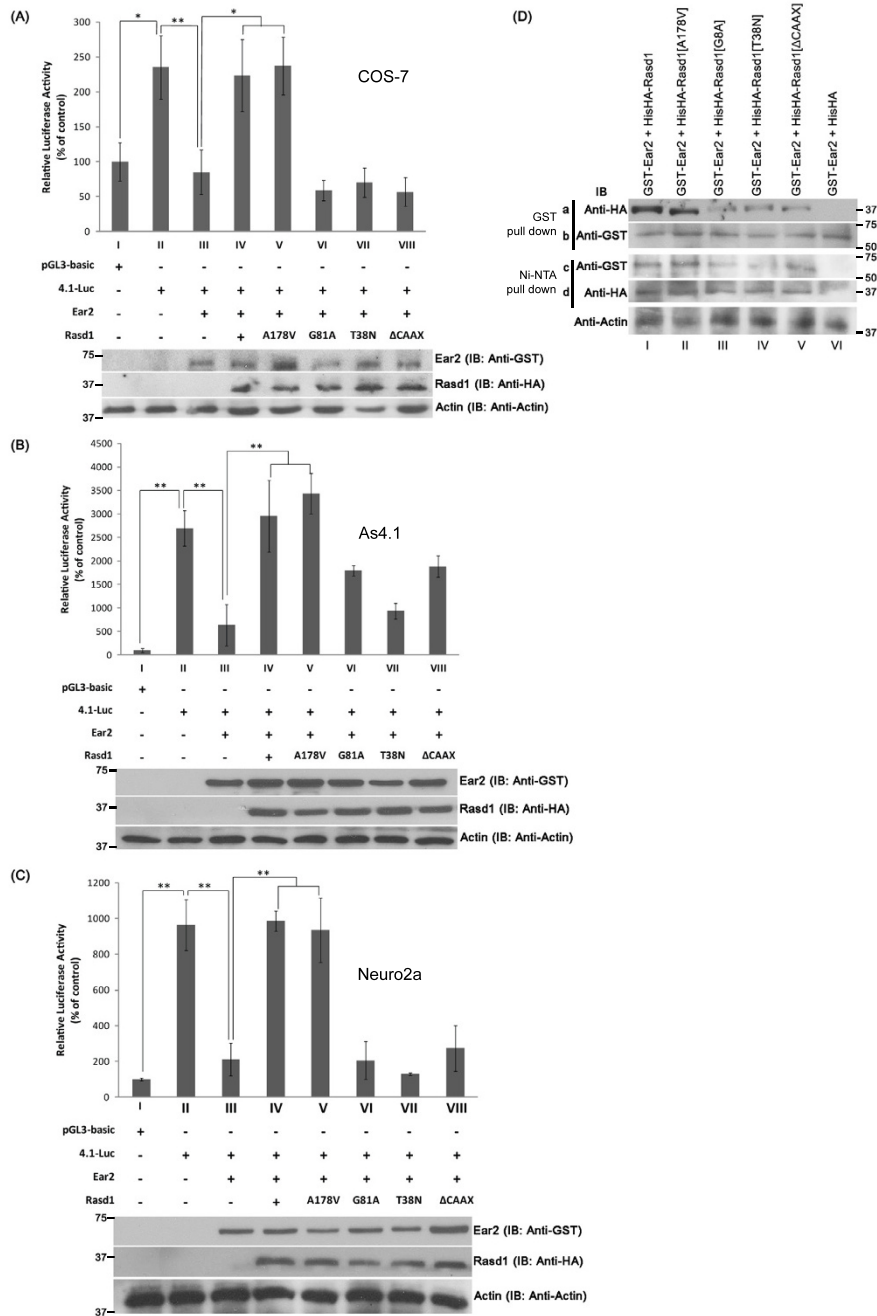 (A)
Relative Luciferase Activity
(% of control)
300
250
200
150
100
50
0
*
**
*
COS-7
I II III IV V VI VII VIII
pGL3-basic + - - - - - - -
4.1-Luc - + + + + + + +
Ear2 - - + + + + + +
Rasd1 - - - + A178V G81A T38N ΔCAAX
75
Ear2 (IB: Anti-GST)
37
Rasd1 (IB: Anti-HA)
Actin (IB: Anti-Actin)
37
(B)
Relative Luciferase Activity
(% of control)
4500
4000
3500
3000
2500
2000
1500
1000
500
0
**
**
**
As4.1
I II III IV V VI VII VIII
pGL3-basic + - - - - - - -
4.1-Luc - + + + + + + +
Ear2 - - + + + + + +
Rasd1 - - - + A178V G81A T38N ΔCAAX
75
Ear2 (IB: Anti-GST)
37
Rasd1 (IB: Anti-HA)
Actin (IB: Anti-Actin)
37
(C)
Relative Luciferase Activity
(% of control)
1200
1000
800
600
400
200
0
**
**
**
Neuro2a
I II III IV V VI VII VIII
pGL3-basic + - - - - - - -
4.1-Luc - + + + + + + +
Ear2 - - + + + + + +
Rasd1 - - - + A178V G81A T38N ΔCAAX
75
Ear2 (IB: Anti-GST)
37
Rasd1 (IB: Anti-HA)
Actin (IB: Anti-Actin)
37
(D)
GST-Ear2 + HisHA-Rasd1
GST-Ear2 + HisHA-Rasd1[A178V]
GST-Ear2 + HisHA-Rasd1[G8A]
GST-Ear2 + HisHA-Rasd1[T38N]
GST-Ear2 + HisHA-Rasd1[ΔCAAX]
GST-Ear2 + HisHA
IB
GST
pull down
a Anti-HA
37
b Anti-GST
75
50
Ni-NTA
pull down
c Anti-GST
75
50
d Anti-HA
37
Anti-Actin
37
I II III IV V VI